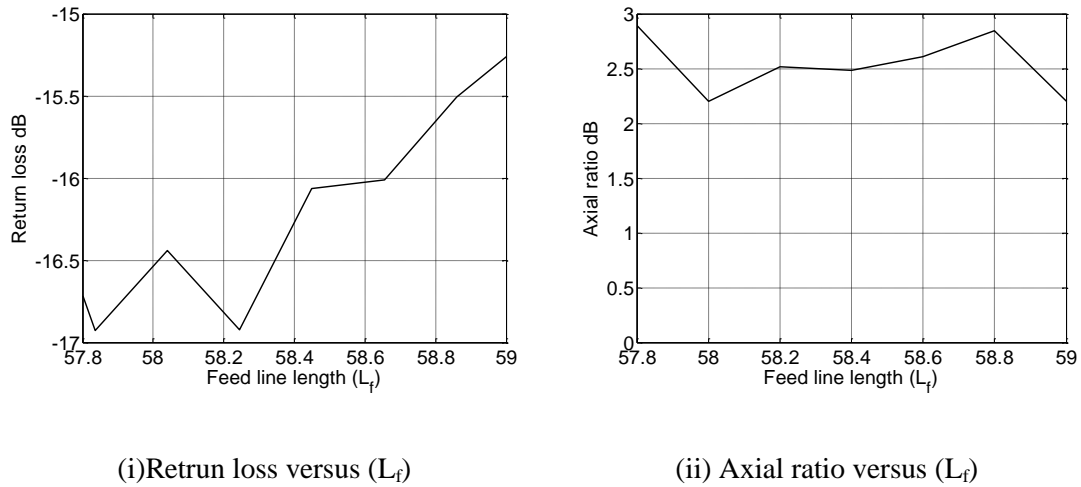 -15
-15.5
-16
-16.5
-17
57.8 58 58.2 58.4 58.6 58.8 59
Return loss dB
Feed line length (Lf)
3
2.5
2
1.5
1
0.5
0
57.8 58 58.2 58.4 58.6 58.8 59
Axial ratio dB
Feed line length (Lf)
(i)Retrun loss versus (Lf)
(ii) Axial ratio versus (Lf)